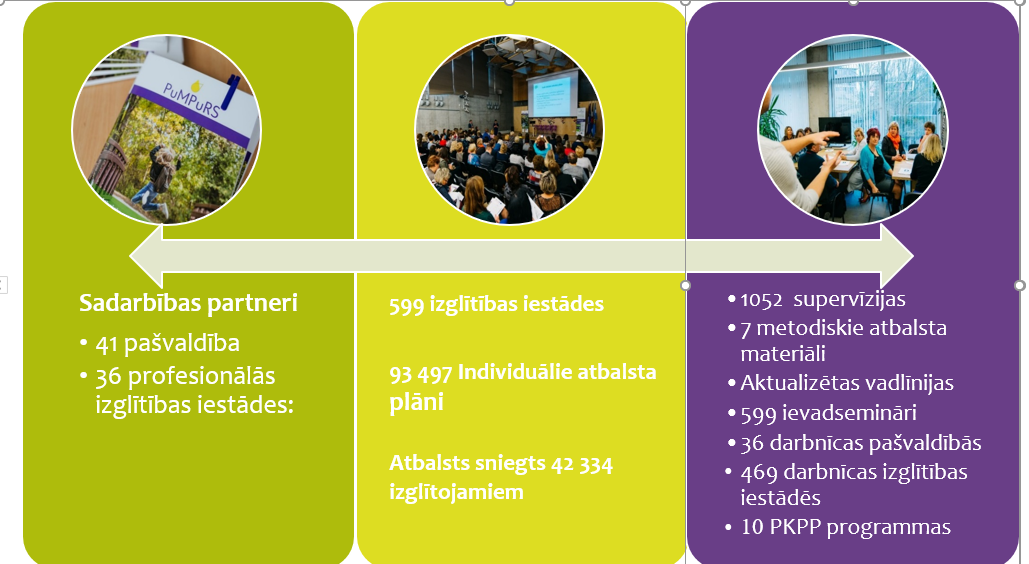 PuMPuRS
Sadarbības partneri
• 41 pašvaldība
• 36 profesionālās
izglītības iestādes:
599 izglītības iestādes
93 497 Individuālie atbalsta
plāni
Atbalsts sniegts 42 334
izglītojamiem
• 1052 supervīzijas
• 7 metodiskie atbalsta
materiāli
• Aktualizētas vadlīnijas
• 599 ievadsemināri
• 36 darbnīcas pašvaldībās
• 469 darbnīcas izglītības
iestādēs
• 10 PKPP programmas